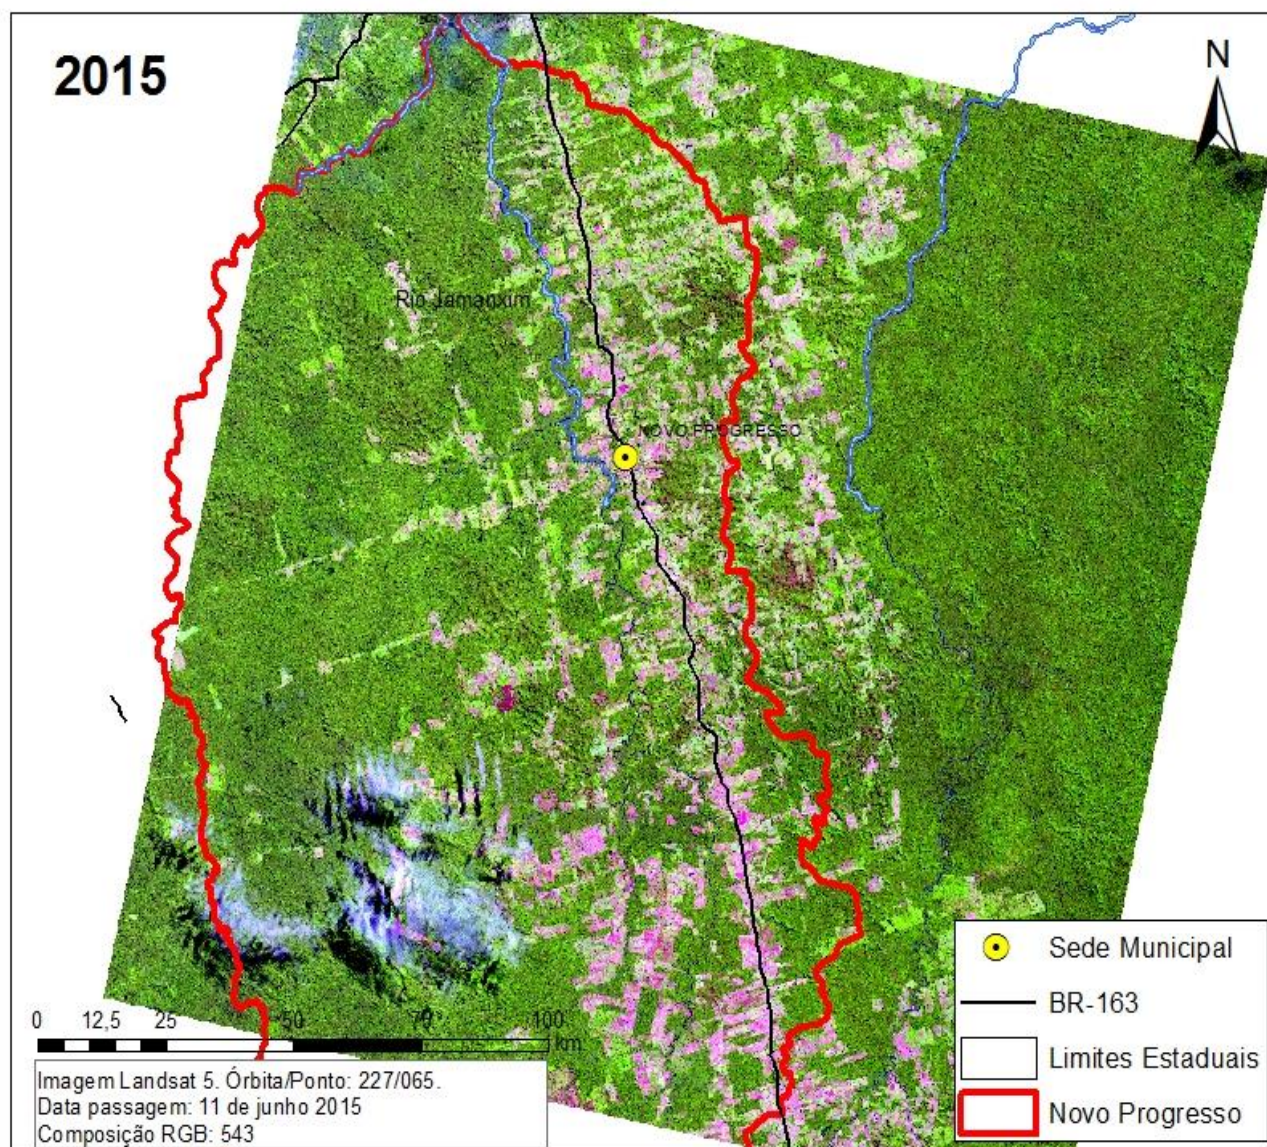 2015
N
Rio Jamanxim
NOVO PROGRESSO
Sede Municipal
BR-163
Limites Estaduais
Novo Progresso
0 12,5 25 50 75 100
km
Imagem Landsat 5. Órbita/Ponto: 227/065.
Data passagem: 11 de junho 2015
Composição RGB: 543